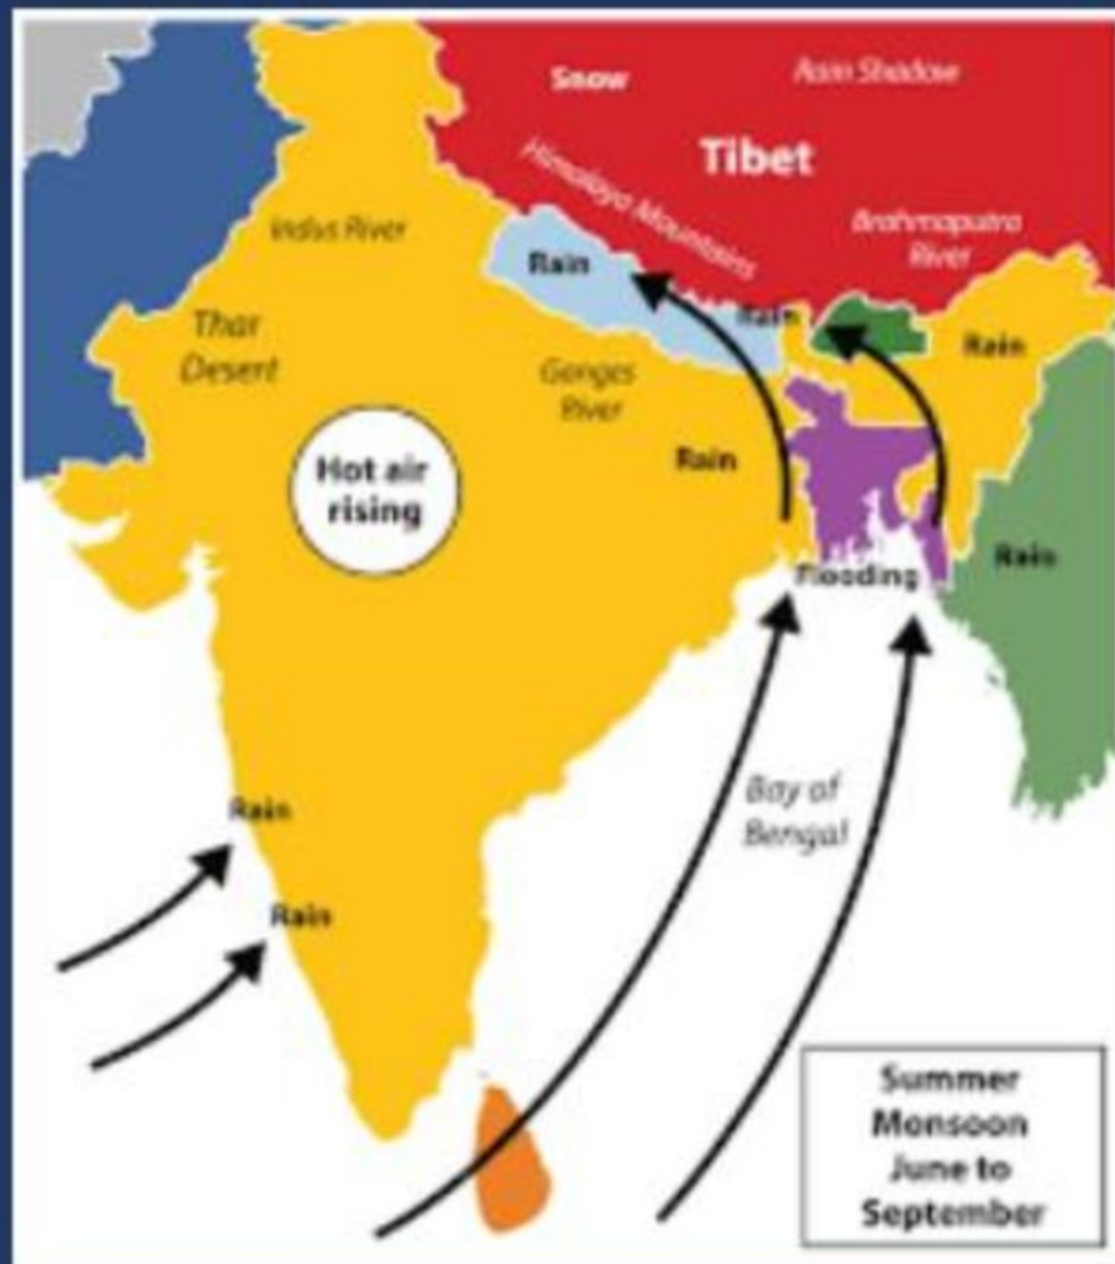 Snow
Rain Shadow
Tibet
Himalaya Mountains
Brahmaputra
River
Indus River
Rain
Rain
Rain
Thar
Desert
Ganges
River
Hot air
rising
Rain
Rain
Flooding
Bay of
Bengal
Rain
Rain
Summer
Monsoon
June to
September